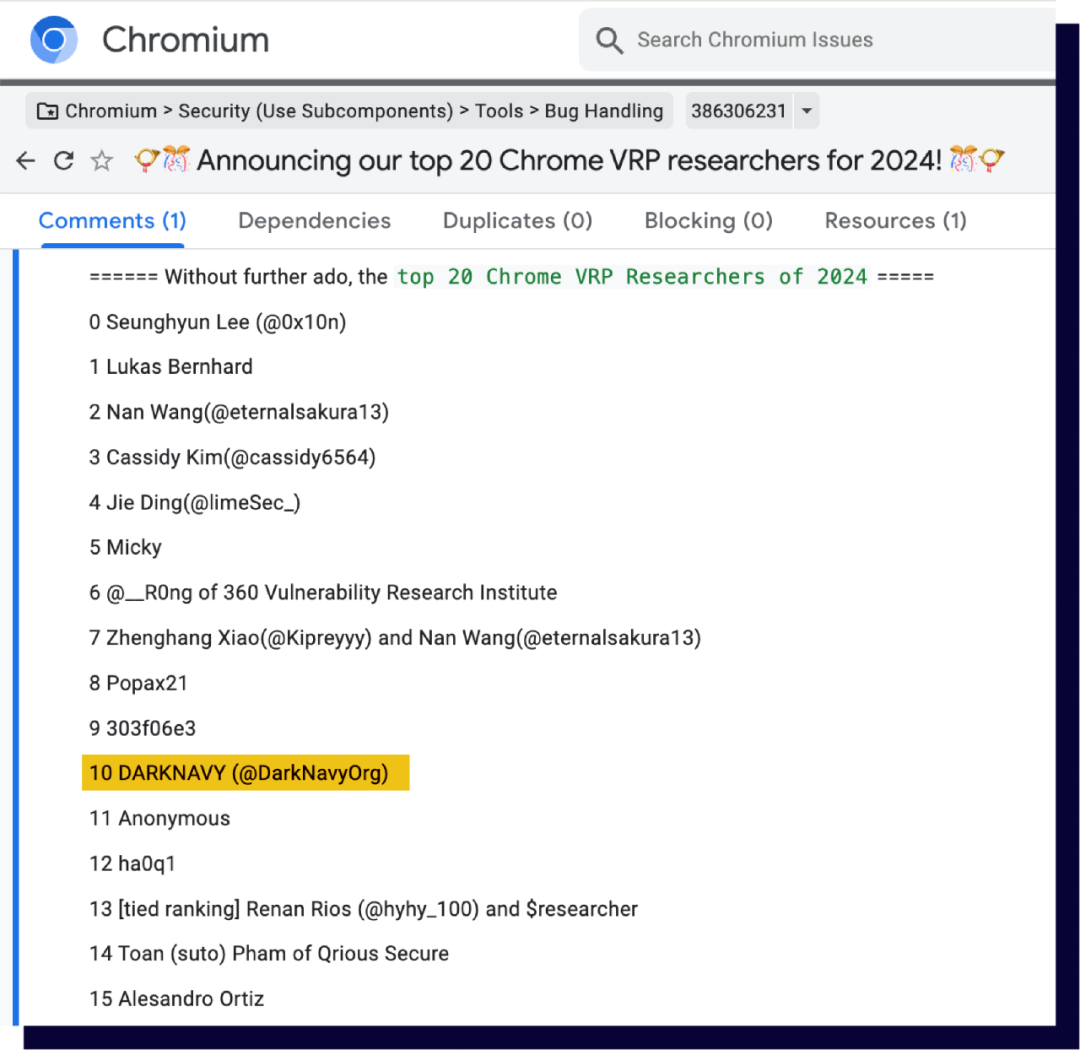 Chromium
Search Chromium Issues
Chromium > Security (Use Subcomponents) > Tools > Bug Handling
386306231
Announcing our top 20 Chrome VRP researchers for 2024!
Comments (1)
Dependencies
Duplicates (0)
Blocking (0)
Resources (1)
====== Without further ado, the top 20 Chrome VRP Researchers of 2024 =====
0 Seunghyun Lee (@0x10n)
1 Lukas Bernhard
2 Nan Wang(@eternalsakura13)
3 Cassidy Kim(@cassidy6564)
4 Jie Ding(@limeSec_)
5 Micky
6 @__R0ng of 360 Vulnerability Research Institute
7 Zhenghang Xiao(@Kipreyyy) and Nan Wang(@eternalsakura13)
8 Popax21
9 303f06e3
10 DARKNAVY (@DarkNavyOrg)
11 Anonymous
12 ha0q1
13 [tied ranking] Renan Rios (@hyhy_100) and $researcher
14 Toan (suto) Pham of Qrious Secure
15 Alesandro Ortiz